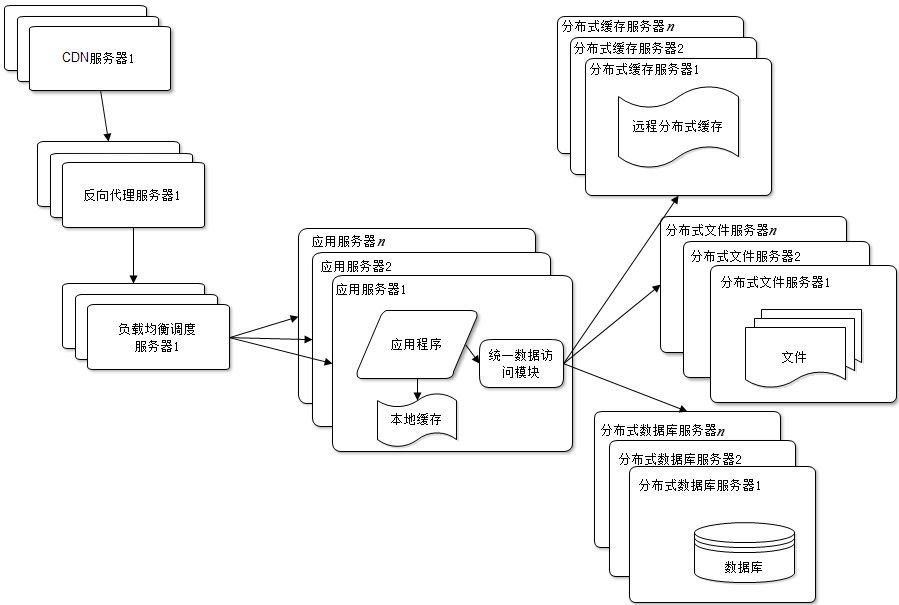 CDN服务器1
反向代理服务器1
负载均衡调度
服务器1
应用服务器n
应用服务器2
应用服务器1
应用程序
统一数据访
问模块
本地缓存
分布式缓存服务器n
分布式缓存服务器2
分布式缓存服务器1
远程分布式缓存
分布式文件服务器n
分布式文件服务器2
分布式文件服务器1
文件
分布式数据库服务器n
分布式数据库服务器2
分布式数据库服务器1
数据库